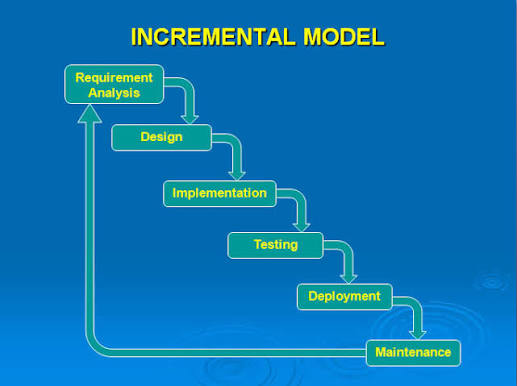 INCREMENTAL MODEL
Requirement
Analysis
Design
Implementation
Testing
Deployment
Maintenance